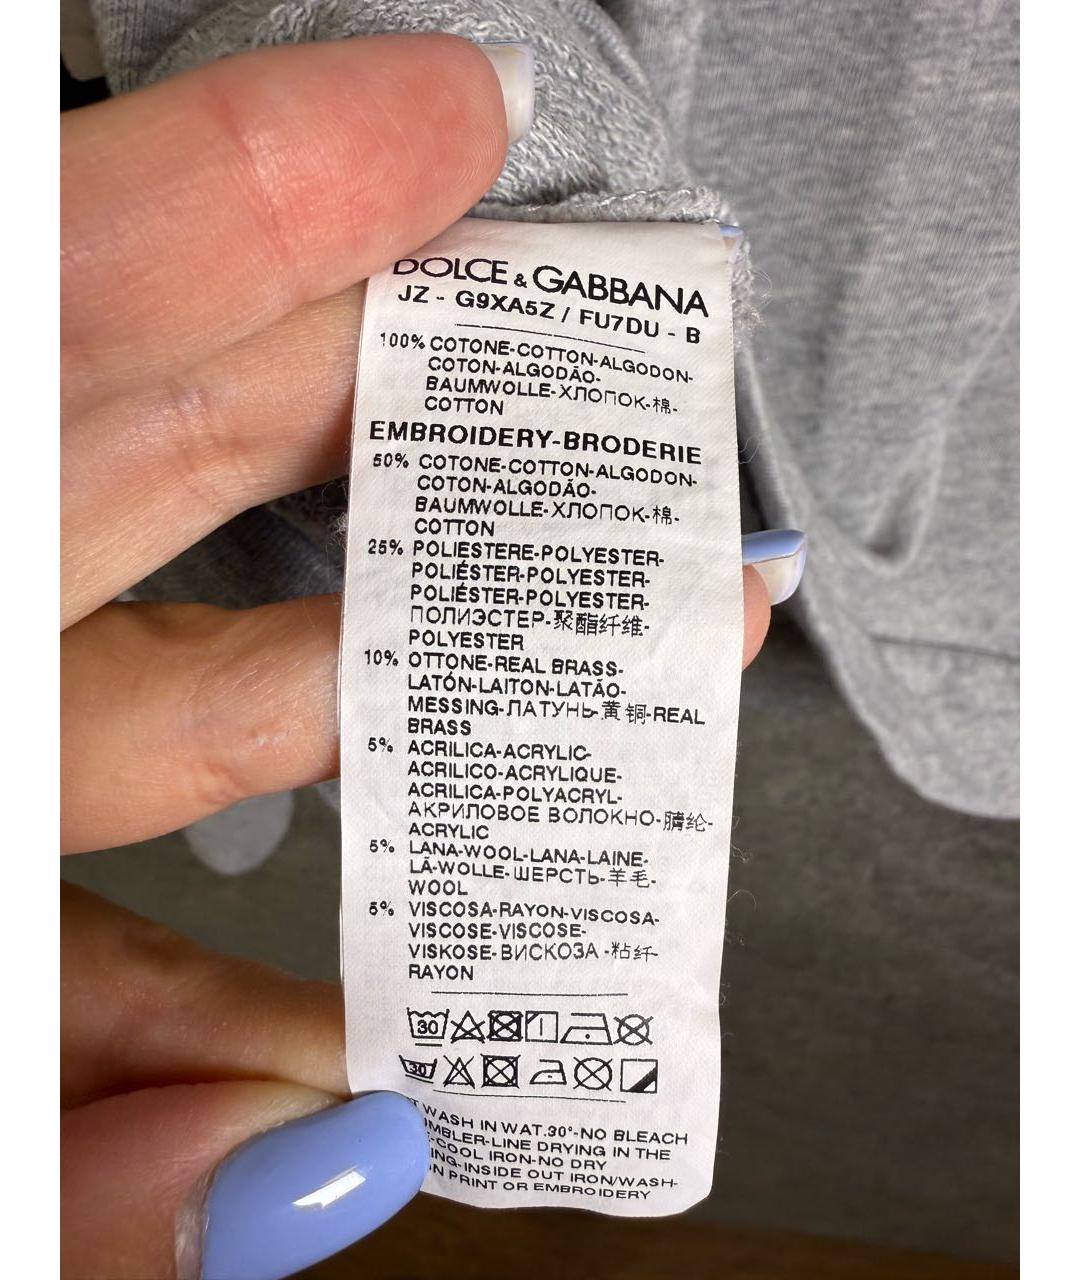 DOLCE & GABBANA
JZ - G9XA5Z / FU7DU - B
100% COTONE-COTTON-ALGODON-
COTON-ALGODÃO-
BAUMWOLLE-ХЛОПОК-棉-
COTTON
EMBROIDERY-BRODERIE
50% COTONE-COTTON-ALGODON-
COTON-ALGODÃO-
BAUMWOLLE-ХЛОПОК-棉-
COTTON
25% POLIESTERE-POLYESTER-
POLIÉSTER-POLYESTER-
POLIÉSTER-POLYESTER-
ПОЛИЭСТЕР-聚酯纤维-
POLYESTER
10% OTTONE-REAL BRASS-
LATÓN-LAITON-LATÃO-
MESSING-ЛАТУНЬ-黄铜-REAL
BRASS
5% ACRILICA-ACRYLIC-
ACRILICO-ACRYLIQUE-
ACRILICA-POLYACRYL-
АКРИЛОВОЕ ВОЛОКНО-腈纶-
ACRYLIC
5% LANA-WOOL-LANA-LAINE-
LÃ-WOLLE-ШЕРСТЬ-羊毛-
WOOL
5% VISCOSA-RAYON-VISCOSA-
VISCOSE-VISCOSE-
VISKOSE-ВИСКОЗА -粘纤-
RAYON
30
30
WASH IN WAT.30°-NO BLEACH
-LINE DRYING IN THE
-COOL IRON-NO DRY
-INSIDE OUT IRON/WASH-
PRINT OR EMBROIDERY